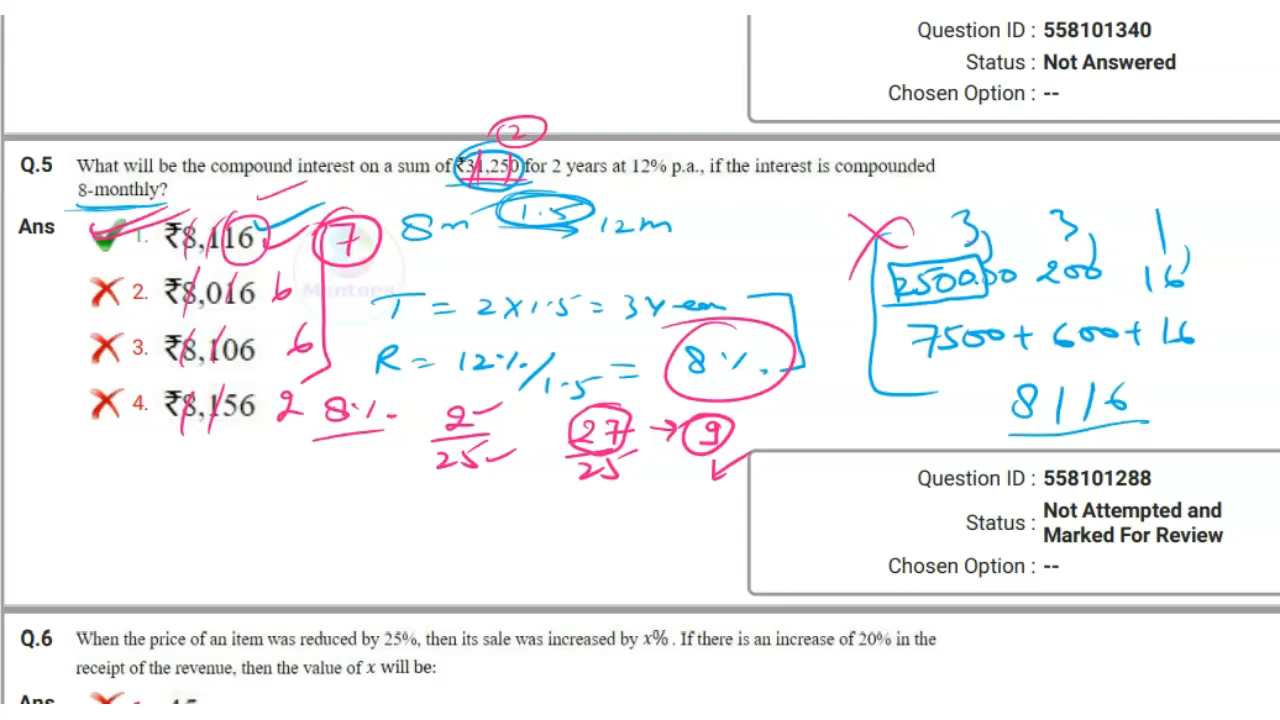 Question ID : 558101340
Status : Not Answered
Chosen Option : --
2
Q.5 What will be the compound interest on a sum of ₹31,250 for 2 years at 12% p.a., if the interest is compounded
8-monthly?
Ans 1. ₹8,116 7
2. ₹8,016 6
3. ₹8,106 6
4. ₹8,156 2
8m 1.5 12m
T = 2x1.5 = 3 Year
R = 12%/1.5 = 8%.
8%
2/25
27/25 → 9
3, 3, 1,
2500.00 200 16
7500 + 600 + 16
8116
Question ID : 558101288
Status : Not Attempted and
Marked For Review
Chosen Option : --
Q.6 When the price of an item was reduced by 25%, then its sale was increased by x% . If there is an increase of 20% in the
receipt of the revenue, then the value of x will be:
Ans